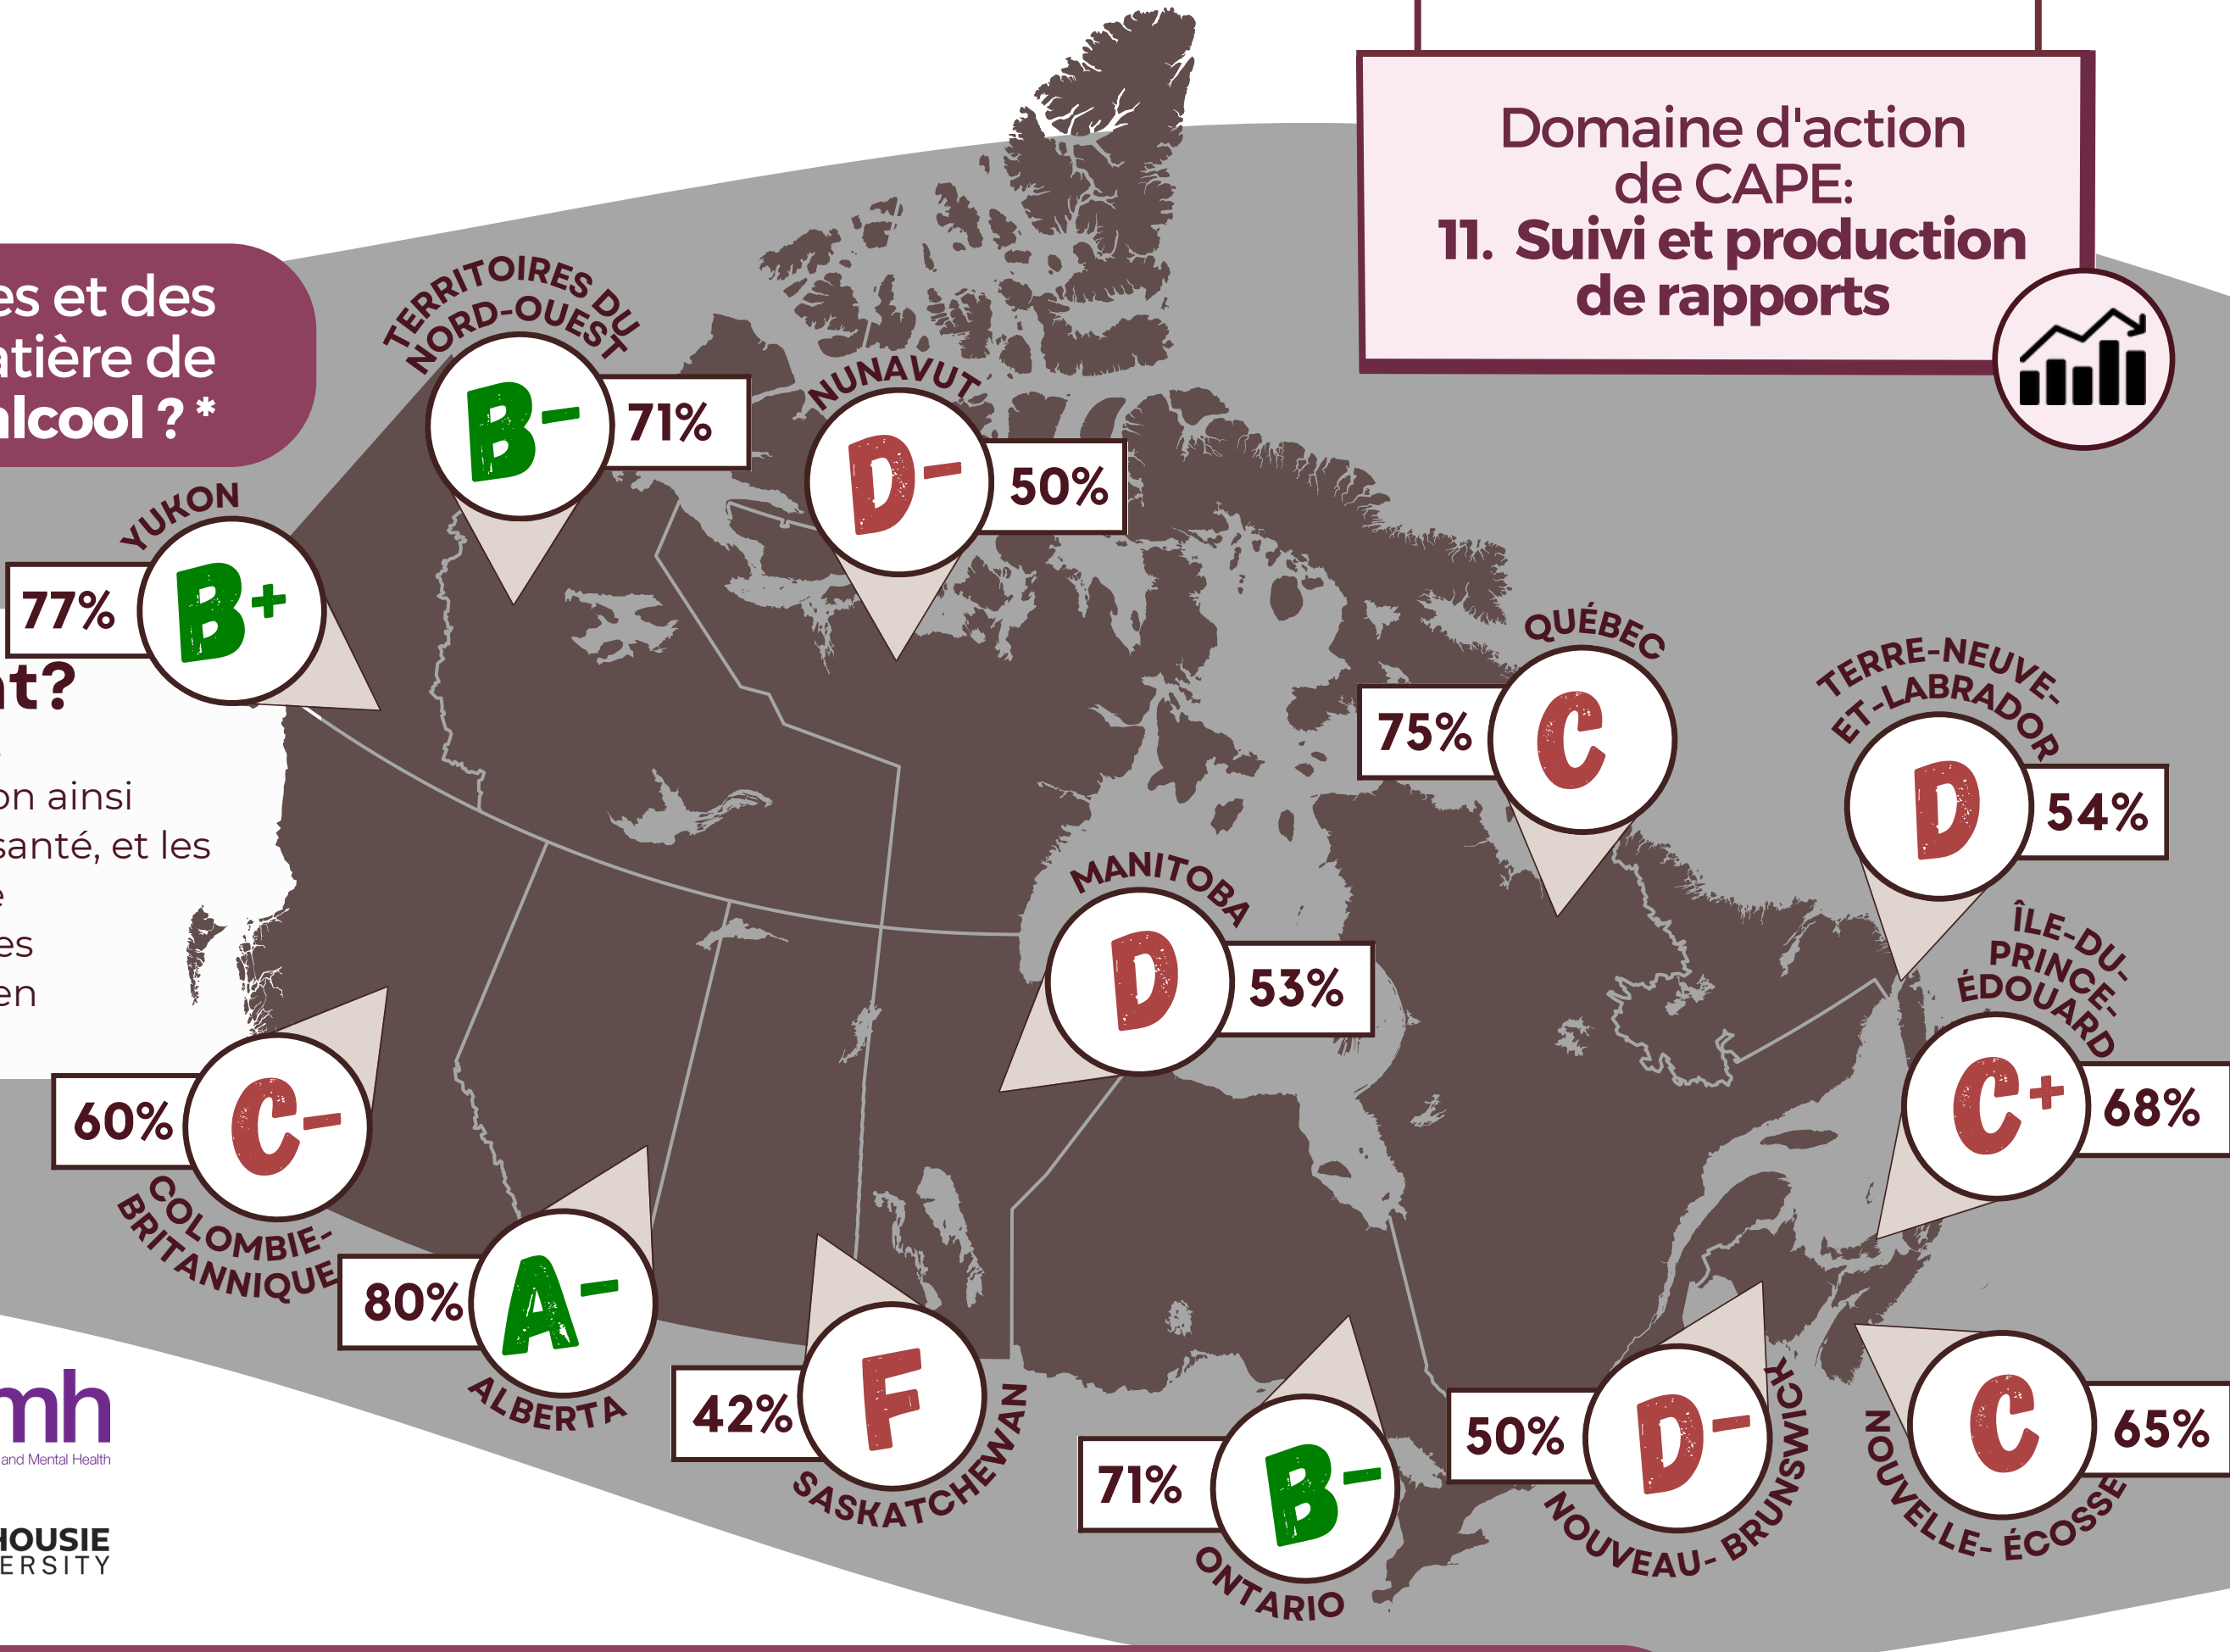 Domaine d'action
de CAPE:
11. Suivi et production
de rapports
es et des
atière de
alcool ? *
TERRITOIRES DU
NORD-OUEST
B-
71%
NUNAVUT
D-
50%
YUKON
77%
B+
nt?
on ainsi
santé, et les
e
es
en
QUÉBEC
75%
C
TERRE-NEUVE-
ET-LABRADOR
D
54%
MANITOBA
D
53%
ÎLE-DU-
PRINCE-
ÉDOUARD
C+
68%
60%
C-
COLOMBIE-
BRITANNIQUE
80%
A-
ALBERTA
42%
F
SASKATCHEWAN
71%
B-
ONTARIO
50%
D-
NOUVEAU- BRUNSWICK
C
65%
NOUVELLE- ÉCOSSE
mh
and Mental Health
HOUSIE
ERSITY